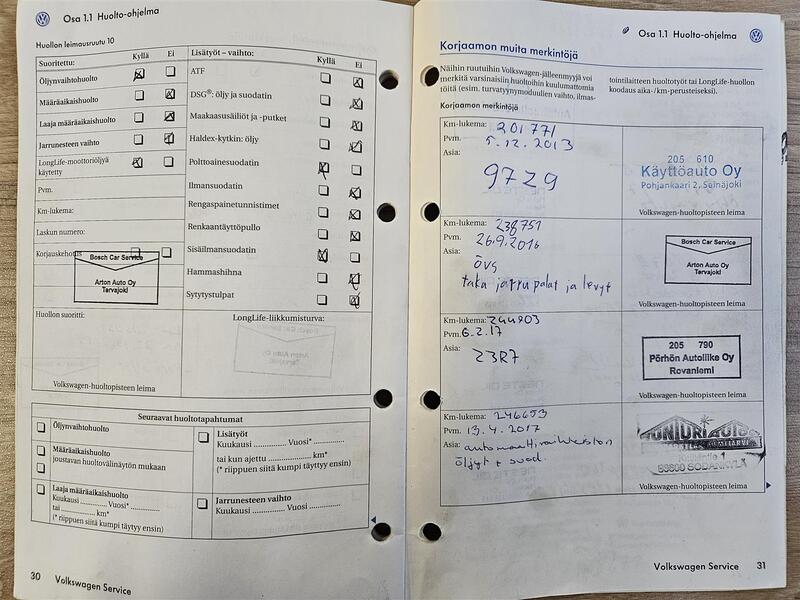 Osa 1.1 Huolto-ohjelma
Huollon leimausruutu 10
Suoritettu: Kyllä Ei
Öljynvaihtohuolto
Määräaikaishuolto
Laaja määräaikaishuolto
Jarrunesteen vaihto
LongLife-moottoriöljyä
käytetty
Pvm.
Km-lukema:
Laskun numero:
Korjauskehotus
Bosch Car Service
Arton Auto Oy
Tervajoki
Huollon suoritti:
Volkswagen-huoltopisteen leima
Lisätyöt – vaihto: Kyllä Ei
ATF
DSG®: öljy ja suodatin
Maakaasusäiliöt ja -putket
Haldex-kytkin: öljy
Polttoainesuodatin
Ilmansuodatin
Rengaspainetunnistimet
Renkaantäyttöpullo
Sisäilmansuodatin
Hammashihna
Sytytystulpat
LongLife-liikkumisturva:
Volkswagen-huoltopisteen leima
Seuraavat huoltotapahtumat
Öljynvaihtohuolto
Määräaikaishuolto
joustavan huoltovälinäytön mukaan
Laaja määräaikaishuolto
Kuukausi ............ Vuosi* ............
tai ............ km*
(* riippuen siitä kumpi täyttyy ensin)
Lisätyöt
Kuukausi ............ Vuosi* ............
tai kun ajettu ............ km*
(* riippuen siitä kumpi täyttyy ensin)
Jarrunesteen vaihto
Kuukausi ............ Vuosi ............
30 Volkswagen Service
Osa 1.1 Huolto-ohjelma
Korjaamon muita merkintöjä
Näihin ruutuihin Volkswagen-jälleenmyyjä voi
merkitä varsinaisiin huoltoihin kuulumattomia
töitä (esim. turvatyynymoduulien vaihto, ilmas-
tointilaitteen huoltotyöt tai LongLife-huollon
koodaus aika-/km-perusteiseksi).
Korjaamon merkintöjä
Km-lukema: 201771
Pvm. 5.12.2013
Asia:
97Z9
205 610
Käyttöauto Oy
Pohjankaari 2, Seinäjoki
Volkswagen-huoltopisteen leima
Km-lukema: 238751
Pvm. 26.9.2016
Asia: övs
taka jarrupalat ja levyt
Bosch Car Service
Arton Auto Oy
Tervajoki
Volkswagen-huoltopisteen leima
Km-lukema: 244903
Pvm. 6.2.17
Asia:
23R7
205 790
Pörhön Autoliike Oy
Rovaniemi
Volkswagen-huoltopisteen leima
Km-lukema: 246653
Pvm. 13.4.2017
Asia: automaattivaihteiston
öljyt + suod.
SODANKYLÄ
Volkswagen-huoltopisteen leima
Volkswagen Service 31